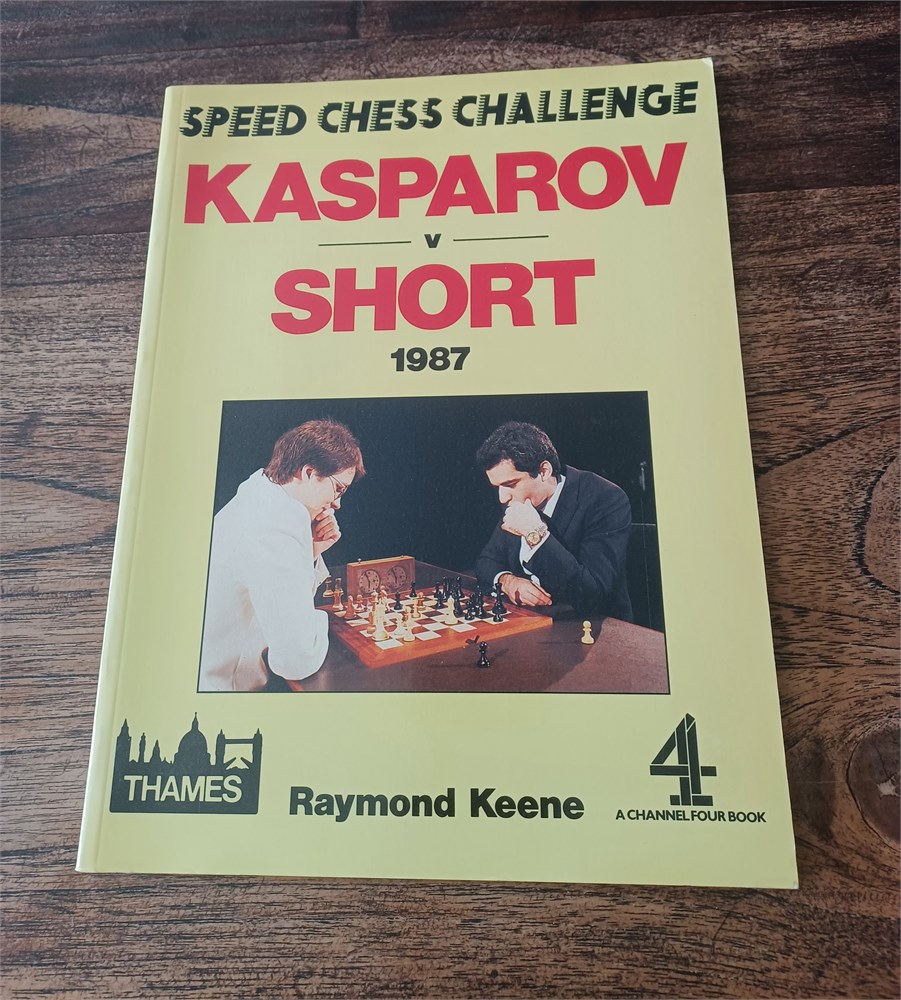 SPEED CHESS CHALLENGE
KASPAROV
v
SHORT
1987
THAMES
Raymond Keene
4
A CHANNEL FOUR BOOK